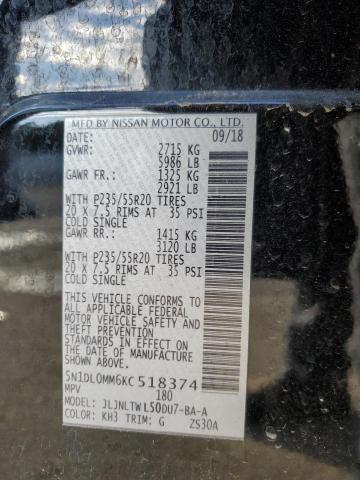 MFD BY NISSAN MOTOR CO., LTD.
DATE: 09/18
GVWR: 2715 KG
5986 LB
GAWR FR.: 1325 KG
2921 LB
WITH P235/55R20 TIRES
20 X 7.5 RIMS AT 35 PSI
COLD SINGLE
GAWR RR.: 1415 KG
3120 LB
WITH P235/55R20 TIRES
20 X 7.5 RIMS AT 35 PSI
COLD SINGLE
THIS VEHICLE CONFORMS TO
ALL APPLICABLE FEDERAL
MOTOR VEHICLE SAFETY AND
THEFT PREVENTION
STANDARDS IN EFFECT ON
THE DATE OF MANUFACTURE
SHOWN ABOVE.
5N1DL0MM6KC518374
MPV 180
MODEL: JLJNLTWL50DU7-BA-A
COLOR: KH3 TRIM: G ZS30A